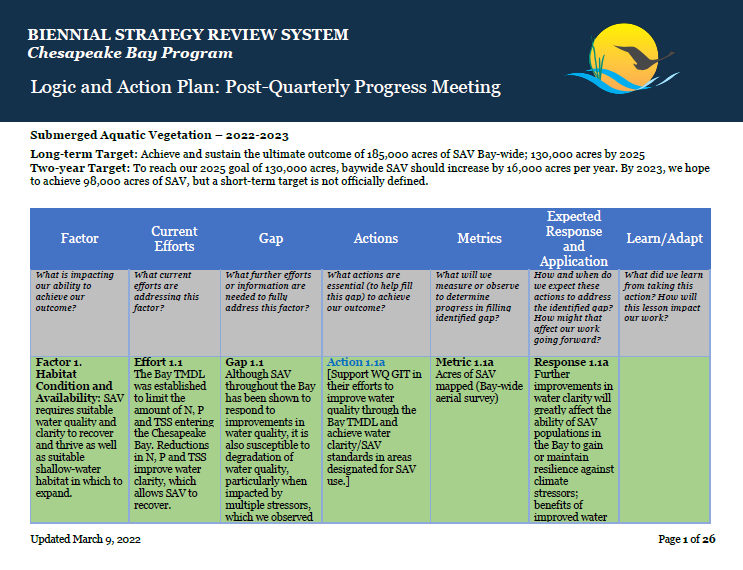 BIENNIAL STRATEGY REVIEW SYSTEM
Chesapeake Bay Program
Logic and Action Plan: Post-Quarterly Progress Meeting
Submerged Aquatic Vegetation – 2022-2023
Long-term Target: Achieve and sustain the ultimate outcome of 185,000 acres of SAV Bay-wide; 130,000 acres by 2025
Two-year Target: To reach our 2025 goal of 130,000 acres, baywide SAV should increase by 16,000 acres per year. By 2023, we hope
to achieve 98,000 acres of SAV, but a short-term target is not officially defined.
Factor
Current
Efforts
Gap
Actions
Metrics
Expected
Response
and
Application
Learn/Adapt
What is impacting
our ability to
achieve our
outcome?
What current
efforts are
addressing this
factor?
What further efforts
or information are
needed to fully
address this factor?
What actions are
essential (to help fill
this gap) to achieve
our outcome?
What will we
measure or observe
to determine
progress in filling
identified gap?
How and when do
we expect these
actions to address
the identified gap?
How might that
affect our work
going forward?
What did we learn
from taking this
action? How will
this lesson impact
our work?
Factor 1.
Habitat
Condition and
Availability: SAV
requires suitable
water quality and
clarity to recover
and thrive as well
as suitable
shallow-water
habitat in which to
expand.
Effort 1.1
The Bay TMDL
was established
to limit the
amount of N, P
and TSS entering
the Chesapeake
Bay. Reductions
in N, P and TSS
improve water
clarity, which
allows SAV to
recover.
Gap 1.1
Although SAV
throughout the Bay
has been shown to
respond to
improvements in
water quality, it is
also susceptible to
degradation of
water quality,
particularly when
impacted by
multiple stressors,
which we observed
Action 1.1a
[Support WQ GIT in
their efforts to
improve water
quality through the
Bay TMDL and
achieve water
clarity/SAV
standards in areas
designated for SAV
use.]
Metric 1.1a
Acres of SAV
mapped (Bay-wide
aerial survey)
Response 1.1a
Further
improvements in
water clarity will
greatly affect the
ability of SAV
populations in
the Bay to gain
or maintain
resilience against
climate
stressors;
benefits of
improved water
Updated March 9, 2022
Page 1 of 26